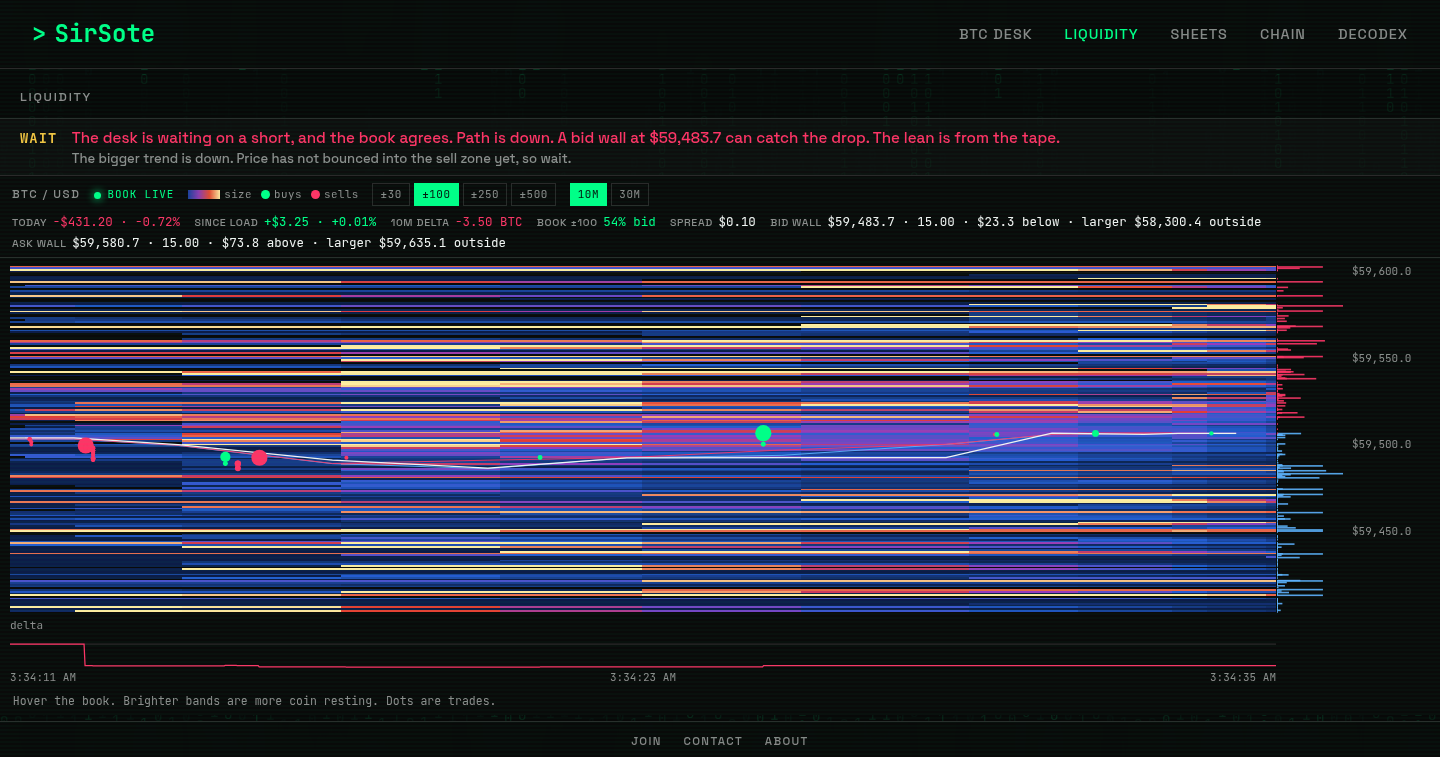 > SirSote
BTC DESK LIQUIDITY SHEETS CHAIN DECODEX
LIQUIDITY
WAIT The desk is waiting on a short, and the book agrees. Path is down. A bid wall at $59,483.7 can catch the drop. The lean is from the tape.
The bigger trend is down. Price has not bounced into the sell zone yet, so wait.
BTC / USD BOOK LIVE size buys sells ±30 ±100 ±250 ±500 10M 30M
TODAY -$431.20 · -0.72% SINCE LOAD +$3.25 · +0.01% 10M DELTA -3.50 BTC BOOK ±100 54% bid SPREAD $0.10 BID WALL $59,483.7 · 15.00 · $23.3 below · larger $58,300.4 outside
ASK WALL $59,580.7 · 15.00 · $73.8 above · larger $59,635.1 outside
$59,600.0
$59,550.0
$59,500.0
$59,450.0
delta
3:34:11 AM 3:34:23 AM 3:34:35 AM
Hover the book. Brighter bands are more coin resting. Dots are trades.
JOIN CONTACT ABOUT